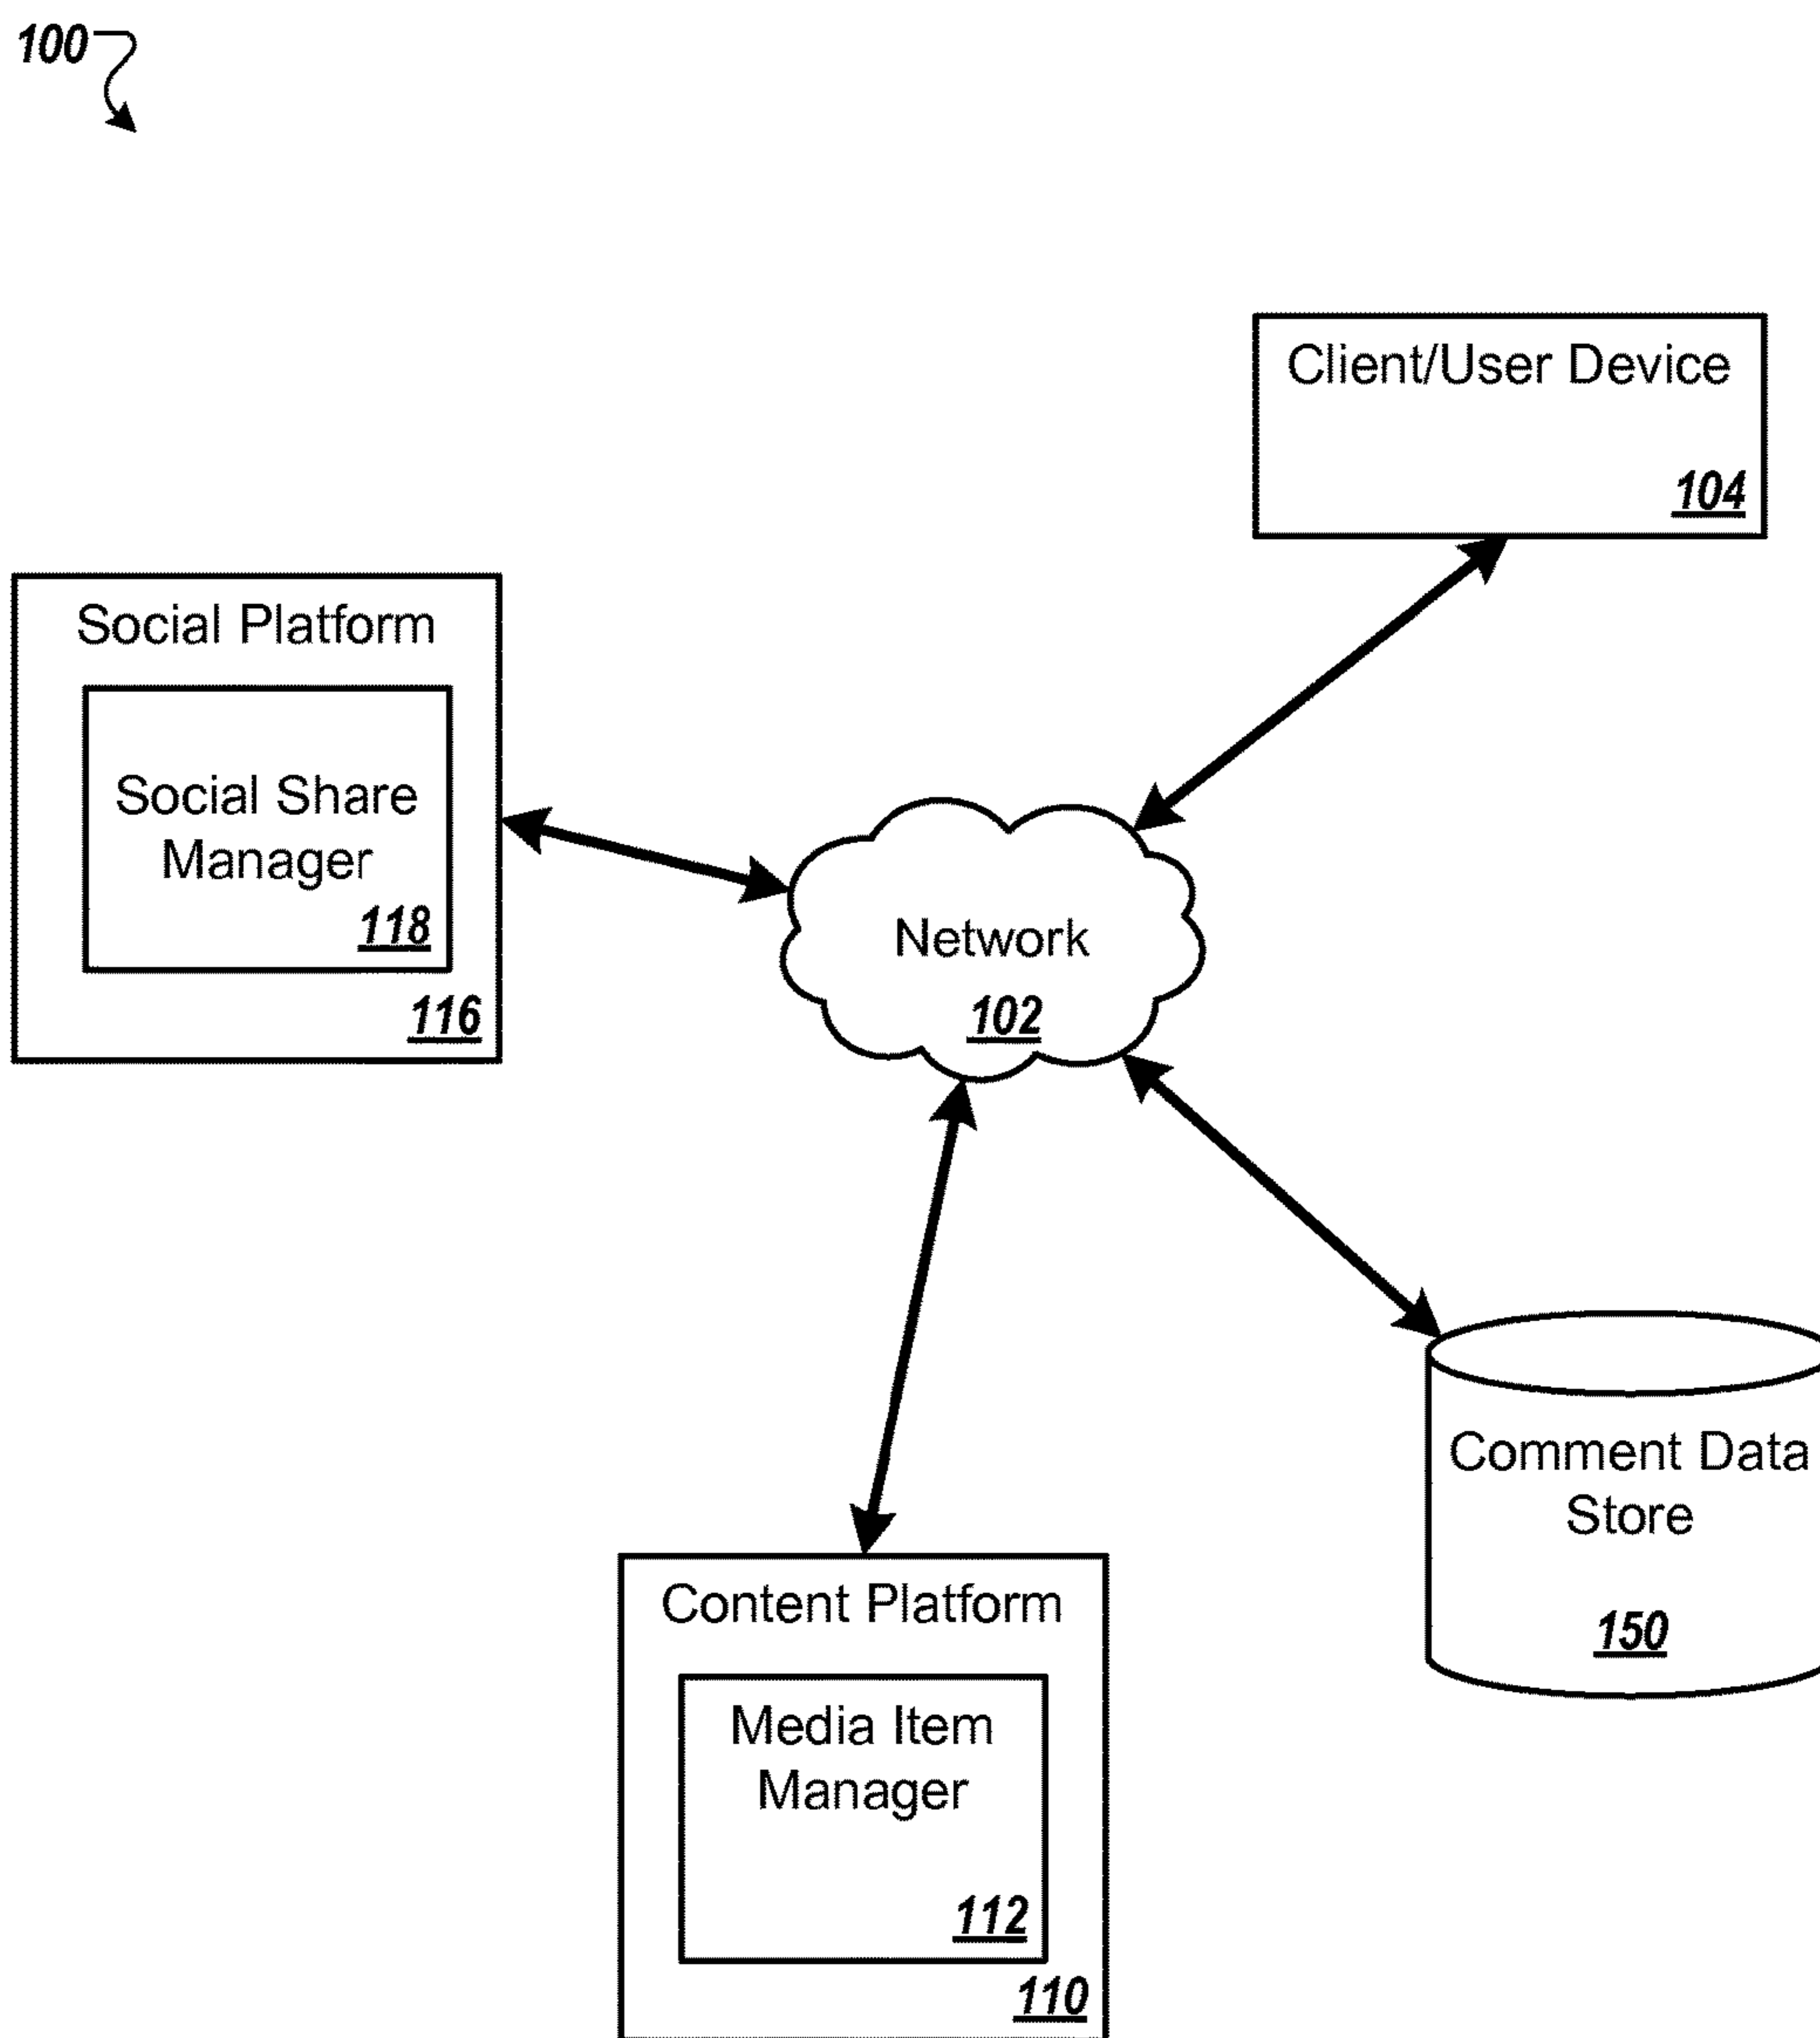 100
Client/User Device
104
Social Platform
Social Share
Manager
118
116
Network
102
Comment Data
Store
150
Content Platform
Media Item
Manager
112
110